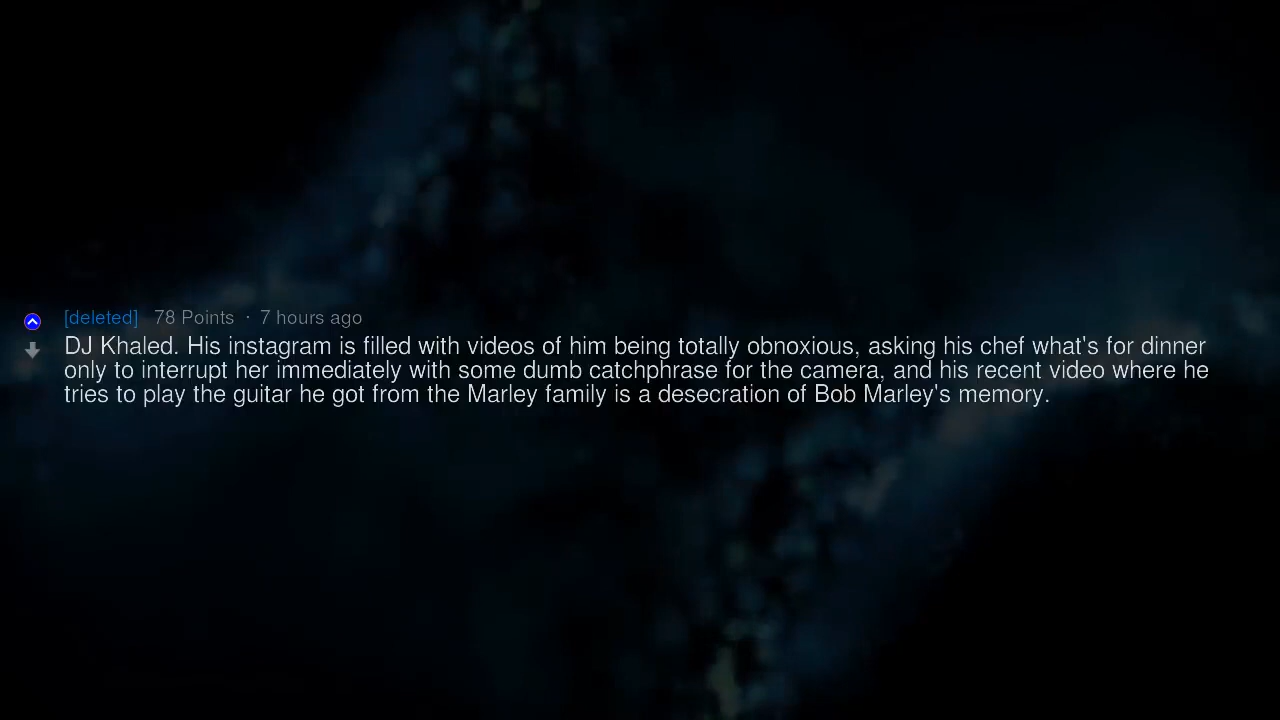 [deleted] 78 Points · 7 hours ago
DJ Khaled. His instagram is filled with videos of him being totally obnoxious, asking his chef what's for dinner
only to interrupt her immediately with some dumb catchphrase for the camera, and his recent video where he
tries to play the guitar he got from the Marley family is a desecration of Bob Marley's memory.